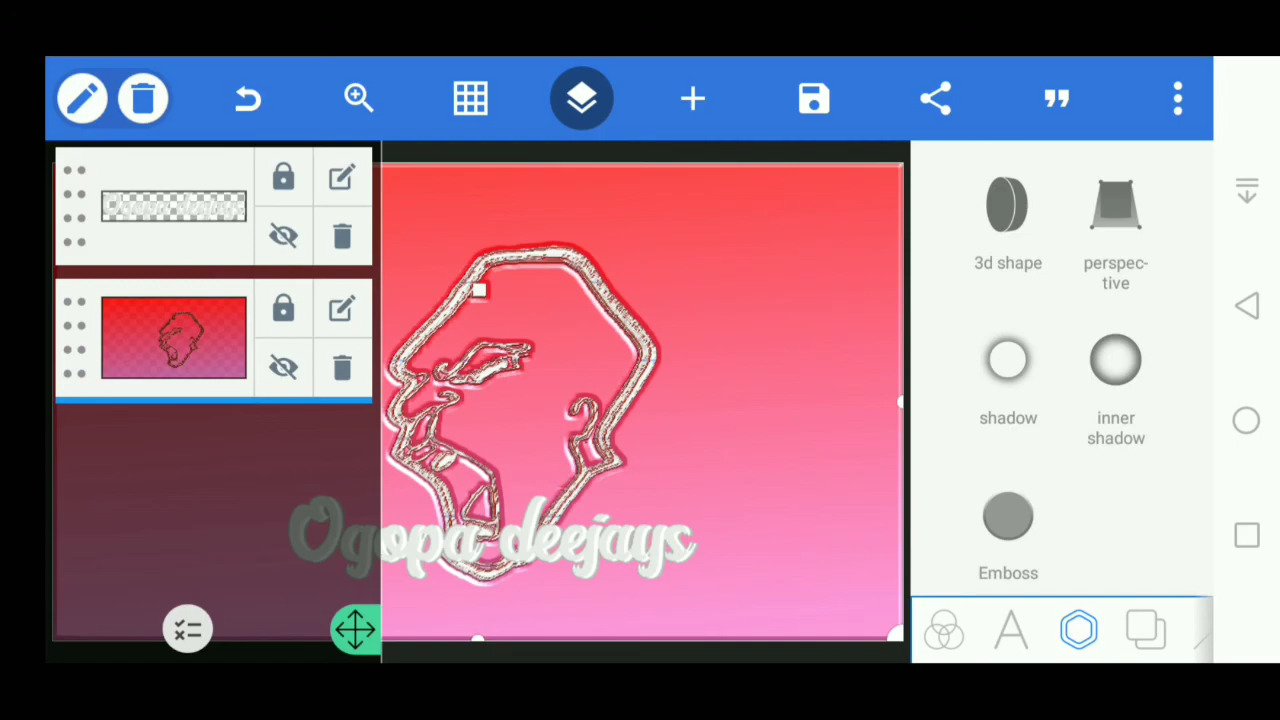 3d shape
perspec-
tive
shadow
inner
shadow
Emboss
Ogopa deejays